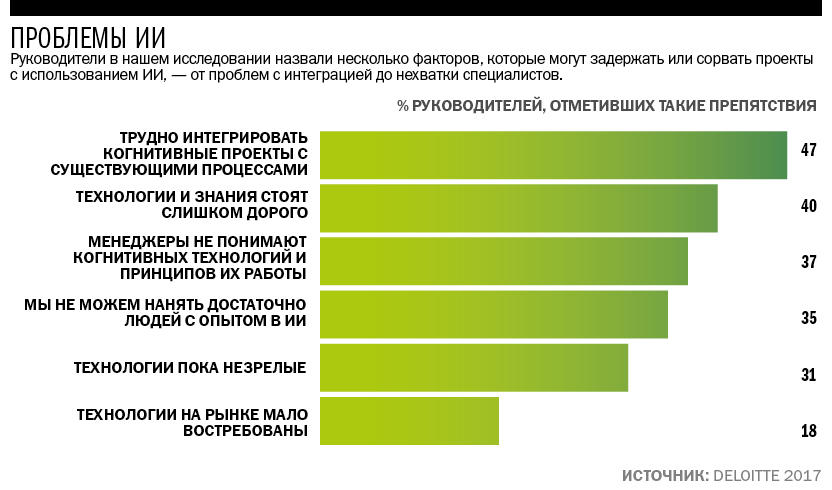 ПРОБЛЕМЫ ИИ
Руководители в нашем исследовании назвали несколько факторов, которые могут задержать или сорвать проекты
с использованием ИИ, — от проблем с интеграцией до нехватки специалистов.
% РУКОВОДИТЕЛЕЙ, ОТМЕТИВШИХ ТАКИЕ ПРЕПЯТСТВИЯ
ТРУДНО ИНТЕГРИРОВАТЬ
КОГНИТИВНЫЕ ПРОЕКТЫ С
СУЩЕСТВУЮЩИМИ ПРОЦЕССАМИ
47
ТЕХНОЛОГИИ И ЗНАНИЯ СТОЯТ
СЛИШКОМ ДОРОГО
40
МЕНЕДЖЕРЫ НЕ ПОНИМАЮТ
КОГНИТИВНЫХ ТЕХНОЛОГИЙ И
ПРИНЦИПОВ ИХ РАБОТЫ
37
МЫ НЕ МОЖЕМ НАНЯТЬ ДОСТАТОЧНО
ЛЮДЕЙ С ОПЫТОМ В ИИ
35
ТЕХНОЛОГИИ ПОКА НЕЗРЕЛЫЕ
31
ТЕХНОЛОГИИ НА РЫНКЕ МАЛО
ВОСТРЕБОВАНЫ
18
ИСТОЧНИК: DELOITTE 2017